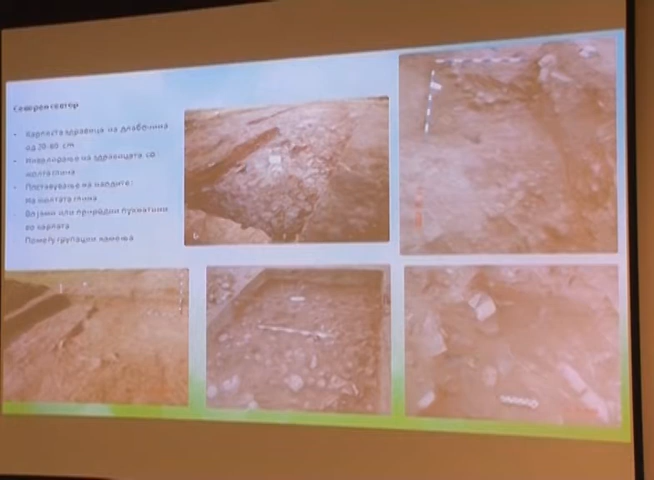 Северен сектор
• Карпеста здравица на длабочина
од 20-60 cm
• Нивелирање на здравицата со
жолта глина
• Поставување на наодите:
На жолтата глина
Во јами или природни пукнатини
во карпата
Помеѓу групации камења